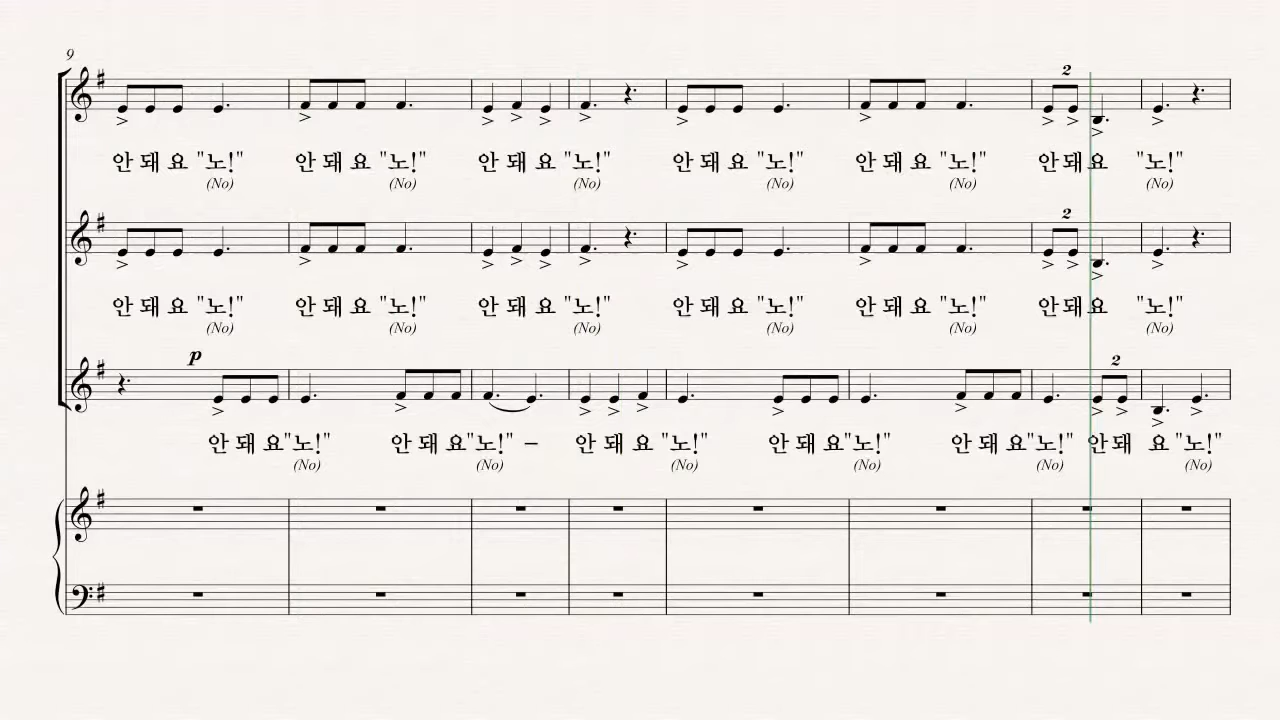 9
2
안 돼 요 "노!" 안 돼 요 "노!" 안 돼 요 "노!" 안 돼 요 "노!" 안 돼 요 "노!" 안돼 요 "노!"
(No) (No) (No) (No) (No) (No)
2
안 돼 요 "노!" 안 돼 요 "노!" 안 돼 요 "노!" 안 돼 요 "노!" 안 돼 요 "노!" 안돼 요 "노!"
(No) (No) (No) (No) (No) (No)
p 2
안 돼 요"노!" 안 돼 요"노!" – 안 돼 요 "노!" 안 돼 요"노!" 안 돼 요"노!" 안돼 요 "노!"
(No) (No) (No) (No) (No) (No)